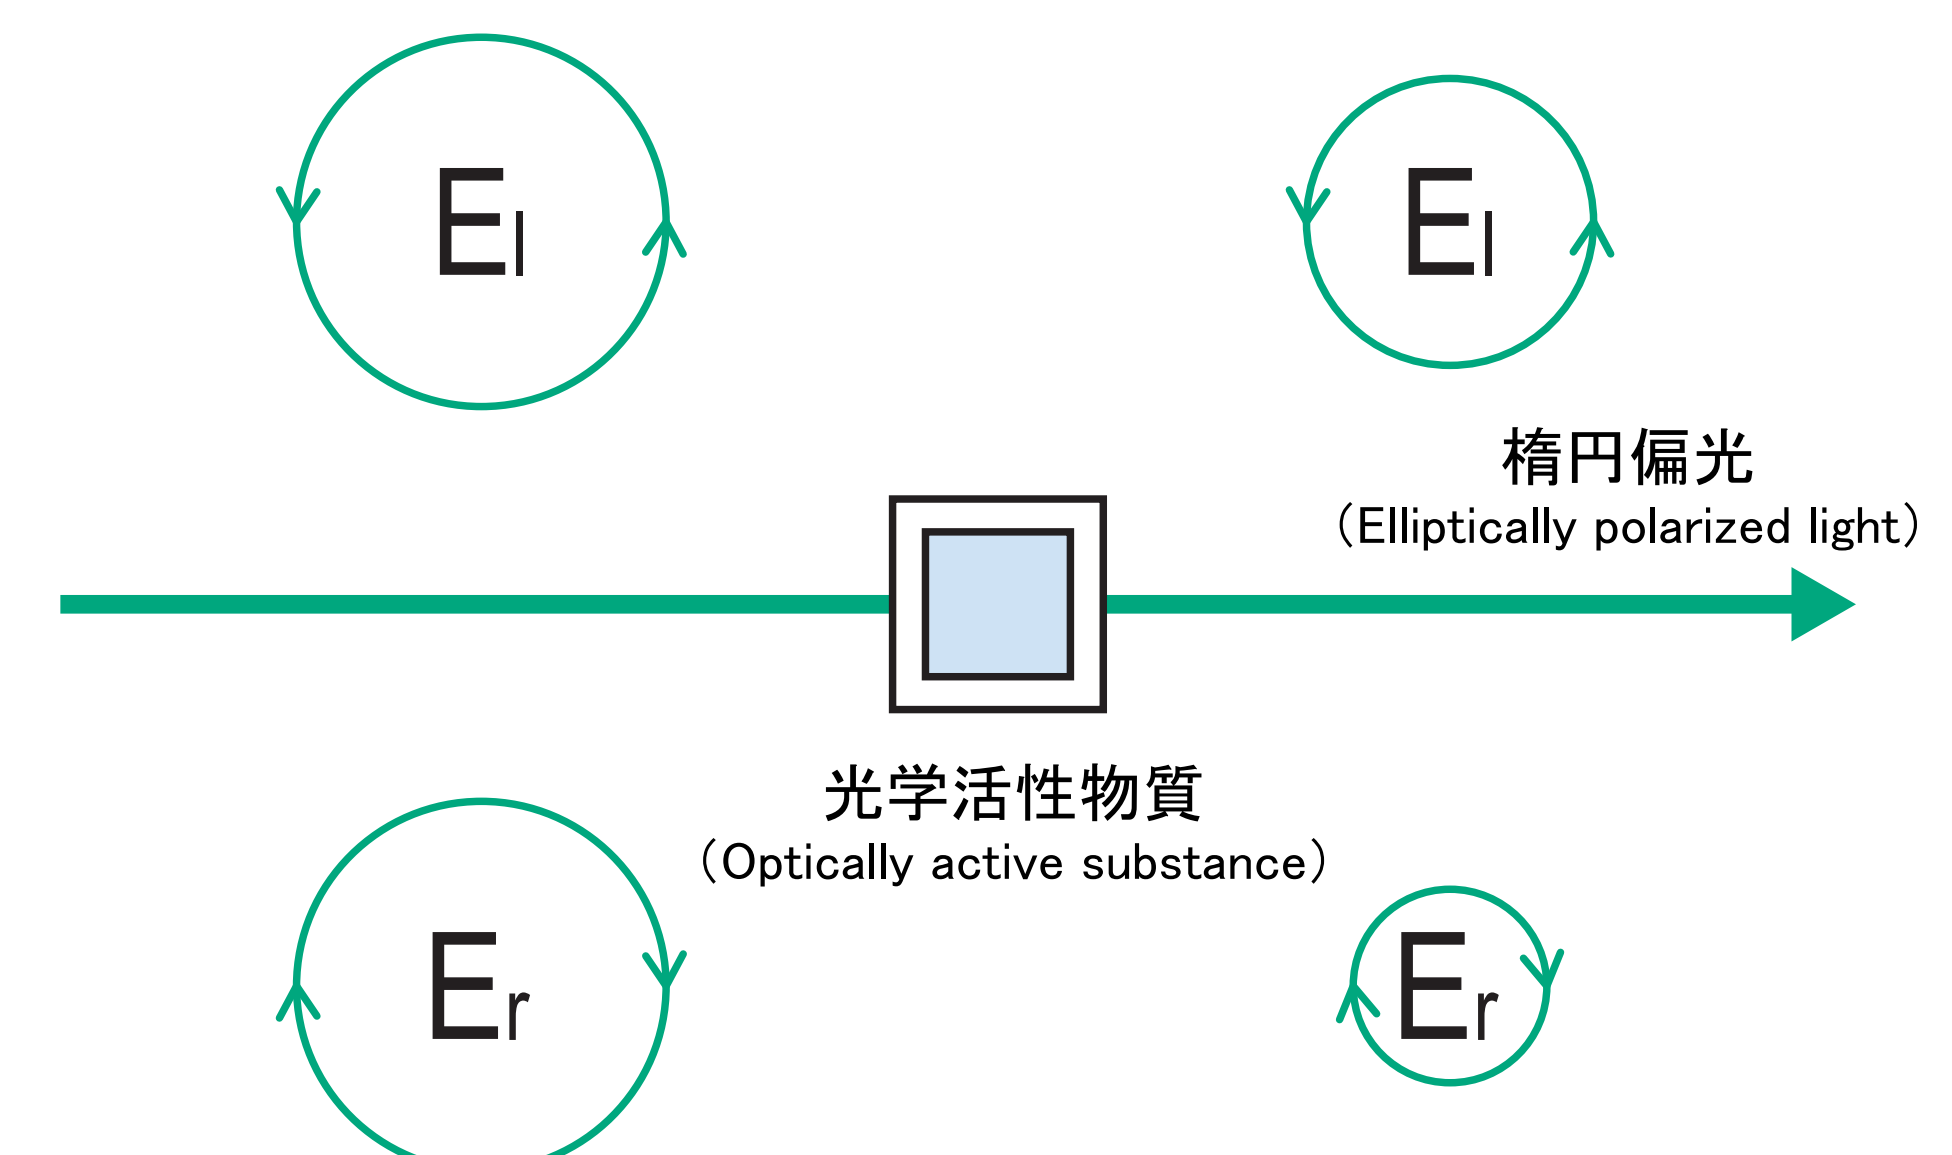 El
El
楕円偏光
（Elliptically polarized light）
光学活性物質
（Optically active substance）
Er
Er